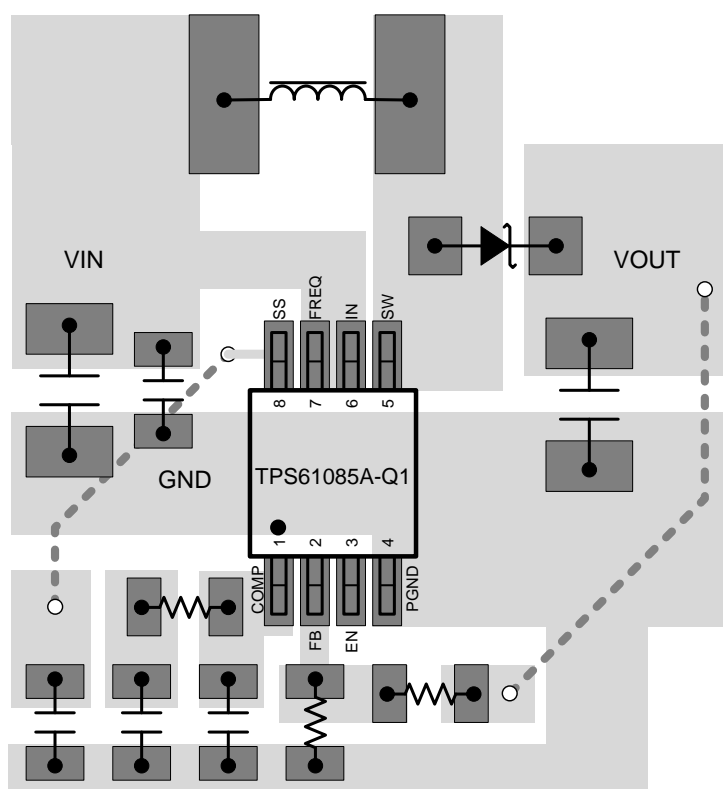 VIN
VOUT
SS
FREQ
IN
SW
8
7
6
5
GND
TPS61085A-Q1
1
2
3
4
COMP
FB
EN
PGND